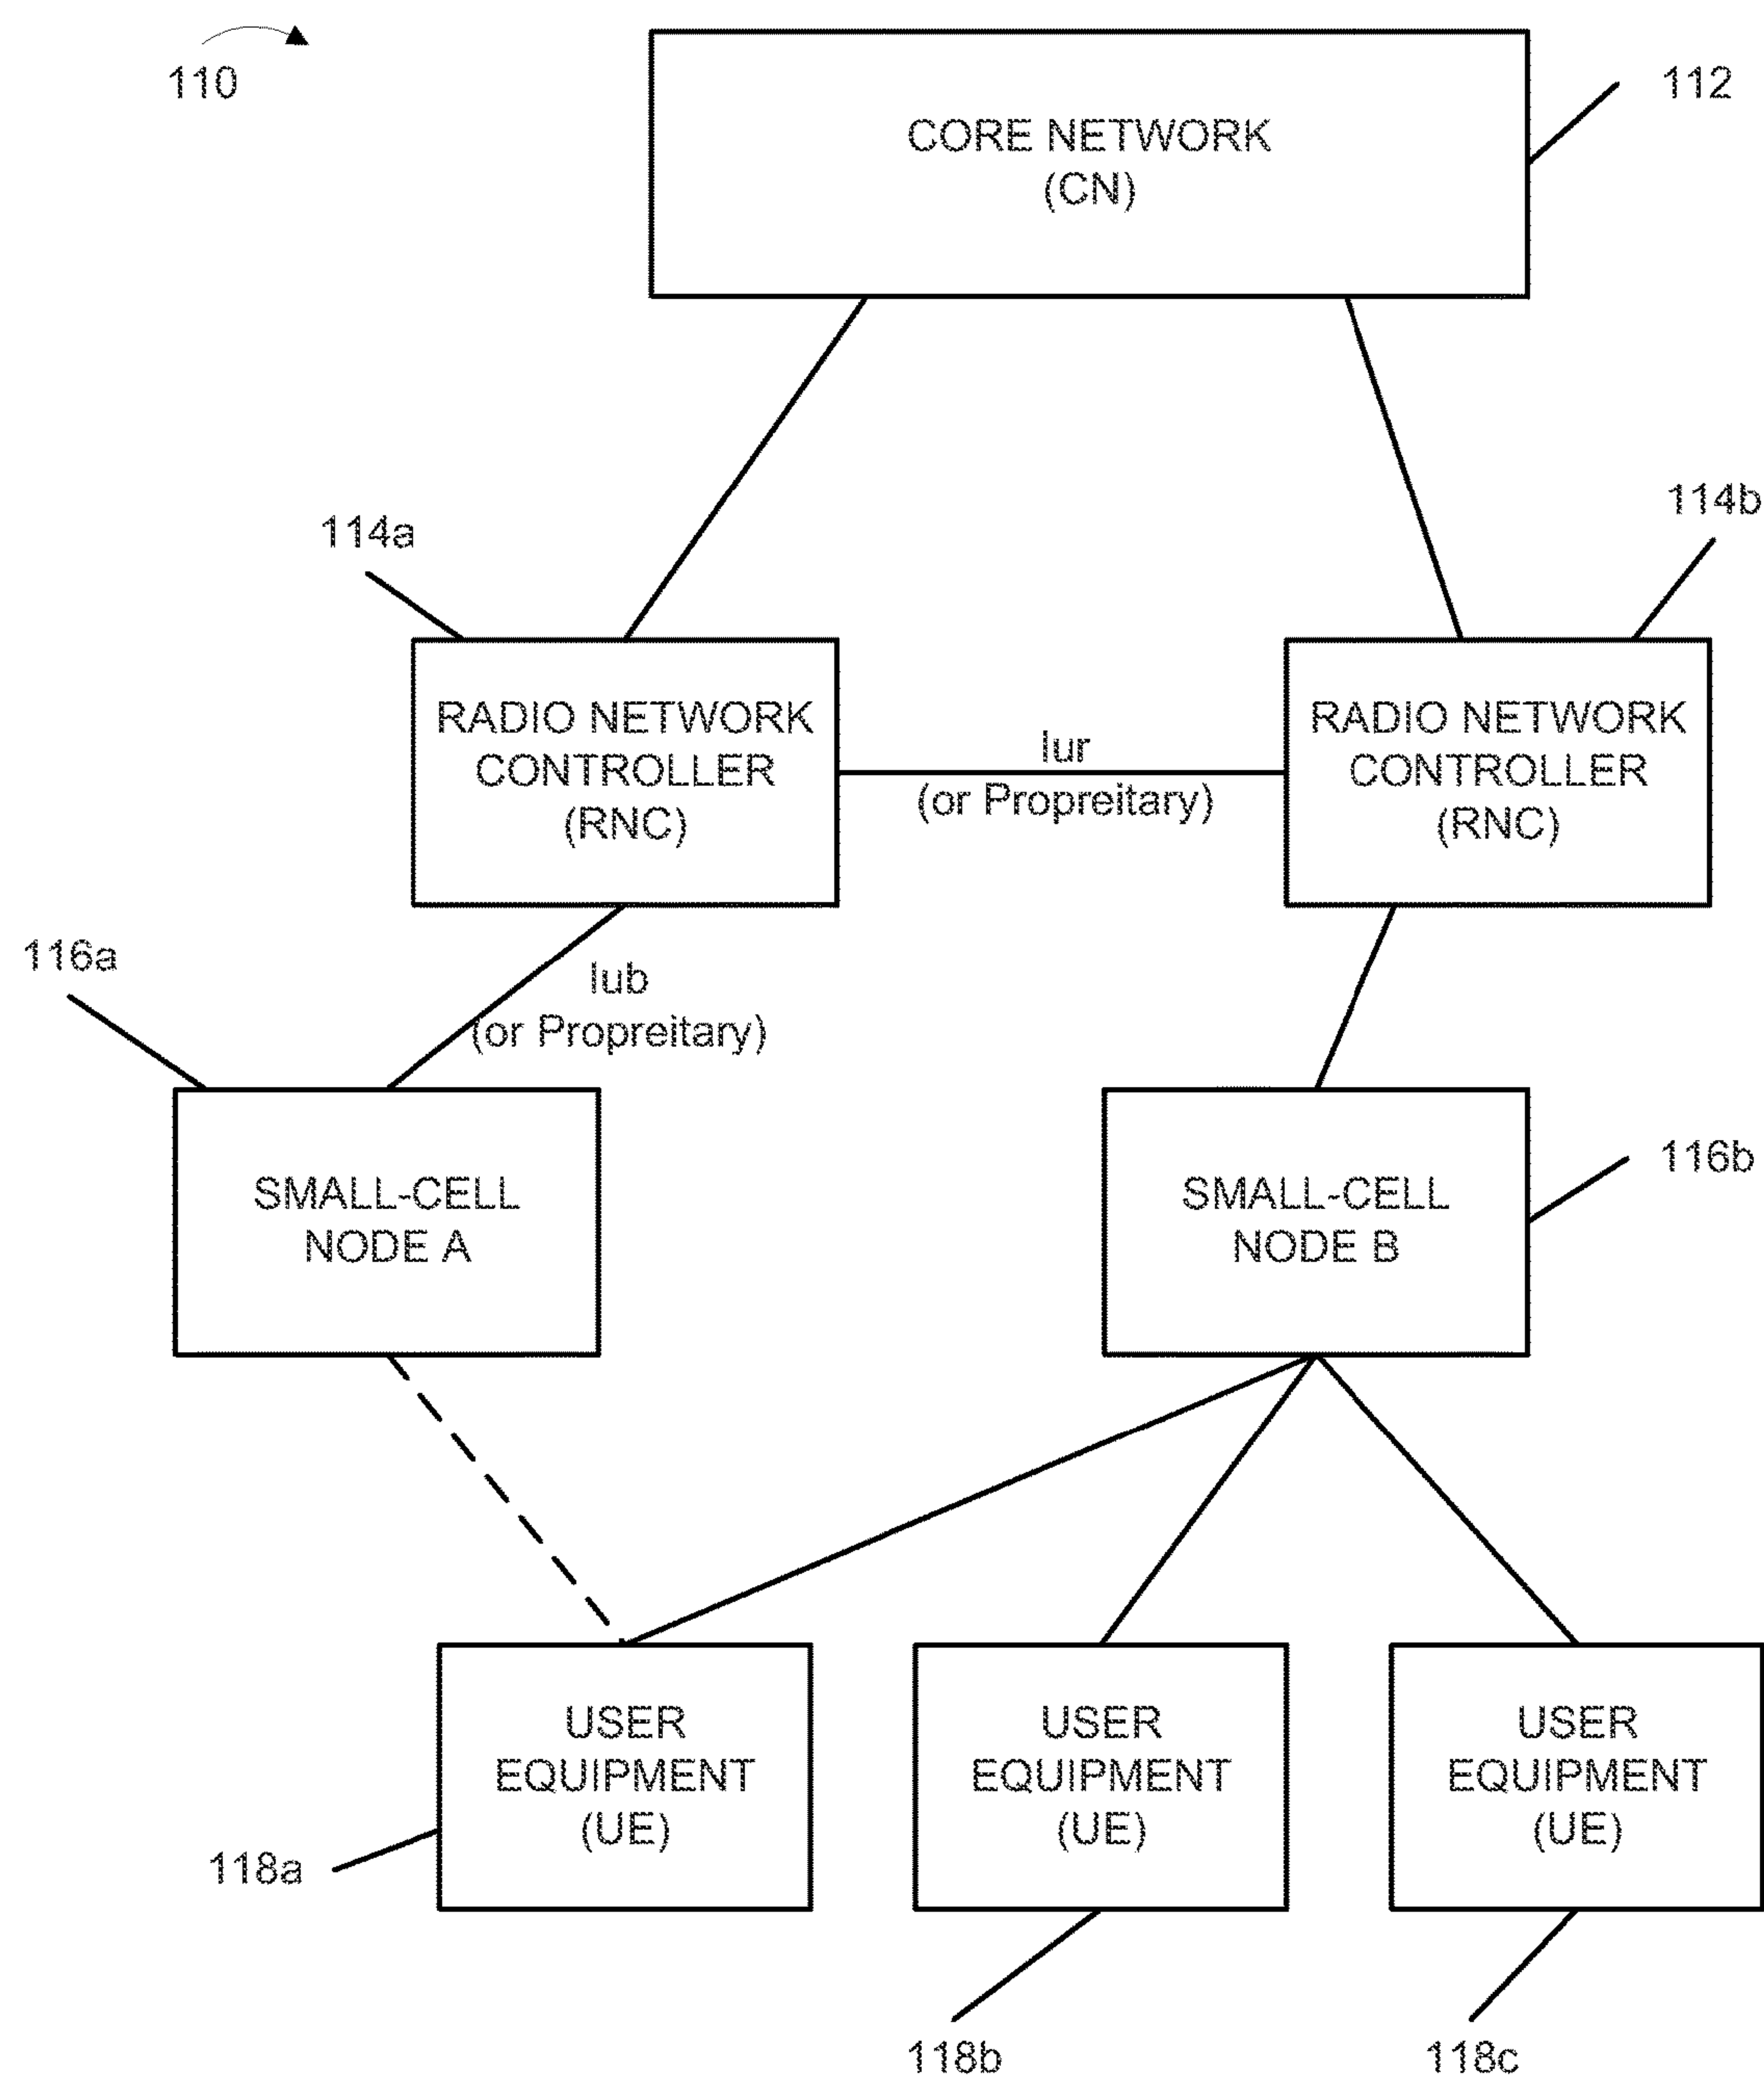 110
CORE NETWORK
(CN)
112
114a
114b
RADIO NETWORK
CONTROLLER
(RNC)
Iur
(or Propreitary)
RADIO NETWORK
CONTROLLER
(RNC)
116a
Iub
(or Propreitary)
SMALL-CELL
NODE A
SMALL-CELL
NODE B
116b
USER
EQUIPMENT
(UE)
USER
EQUIPMENT
(UE)
USER
EQUIPMENT
(UE)
118a
118b
118c